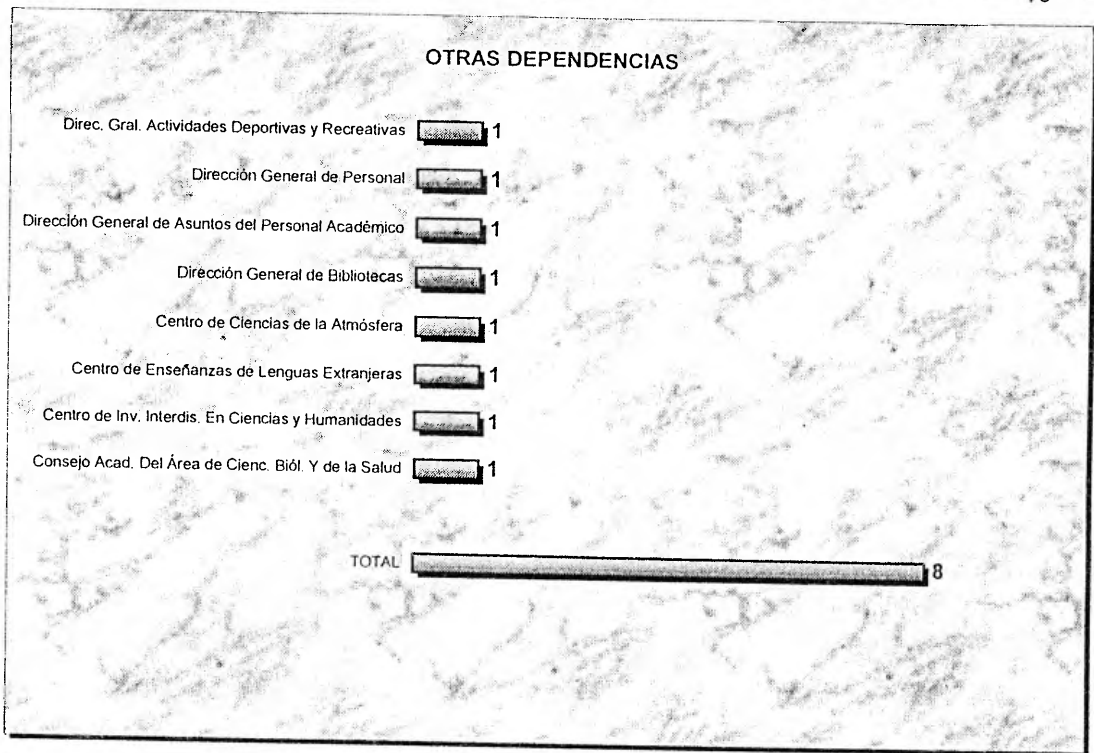 OTRAS DEPENDENCIAS
Direc. Gral. Actividades Deportivas y Recreativas 1
Dirección General de Personal 1
Dirección General de Asuntos del Personal Académico 1
Dirección General de Bibliotecas 1
Centro de Ciencias de la Atmósfera 1
Centro de Enseñanzas de Lenguas Extranjeras 1
Centro de Inv. Interdis. En Ciencias y Humanidades 1
Consejo Acad. Del Área de Cienc. Biól. Y de la Salud 1
TOTAL 8